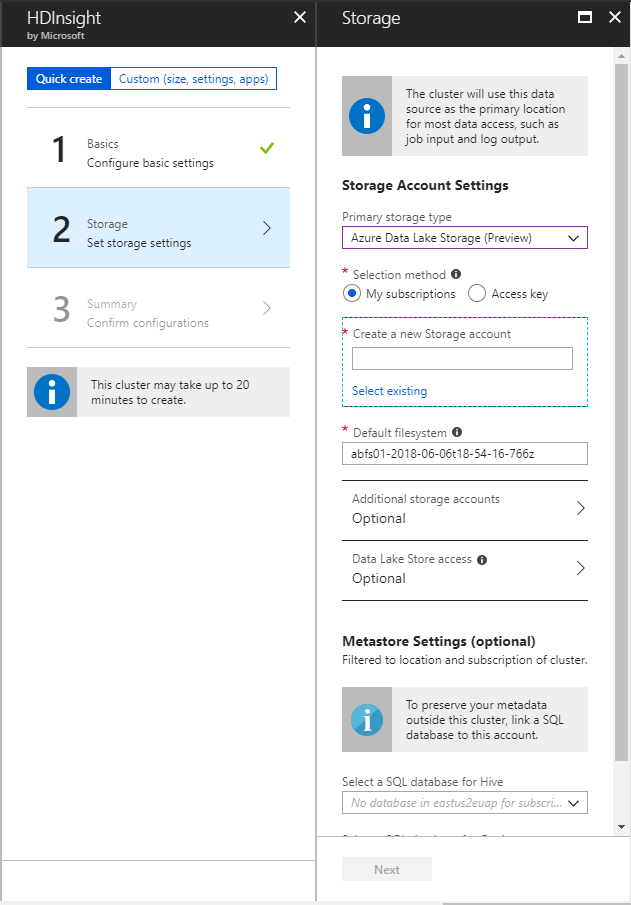 HDInsight
by Microsoft
Quick create
Custom (size, settings, apps)
1
Basics
Configure basic settings
2
Storage
Set storage settings
3
Summary
Confirm configurations
This cluster may take up to 20
minutes to create.
Storage
The cluster will use this data
source as the primary location
for most data access, such as
job input and log output.
Storage Account Settings
Primary storage type
Azure Data Lake Storage (Preview)
* Selection method
My subscriptions
Access key
* Create a new Storage account
Select existing
* Default filesystem
abfs01-2018-06-06t18-54-16-766z
Additional storage accounts
Optional
Data Lake Store access
Optional
Metastore Settings (optional)
Filtered to location and subscription of cluster.
To preserve your metadata
outside this cluster, link a SQL
database to this account.
Select a SQL database for Hive
No database in eastus2euap for subscri...
Next